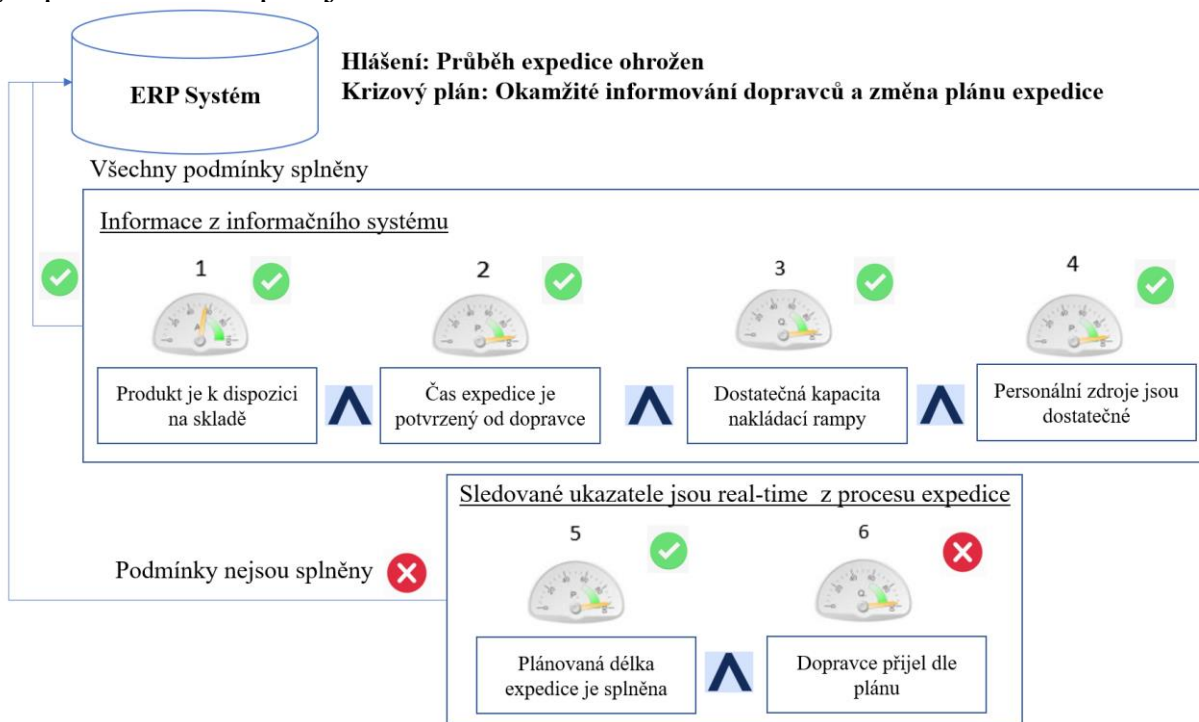 ERP Systém
Hlášení: Průběh expedice ohrožen
Krizový plán: Okamžité informování dopravců a změna plánu expedice
Všechny podmínky splněny
Informace z informačního systému
1
2
3
4
Produkt je k dispozici
na skladě
Čas expedice je
potvrzený od dopravce
Dostatečná kapacita
nakládací rampy
Personální zdroje jsou
dostatečné
Sledované ukazatele jsou real-time z procesu expedice
5
6
Podmínky nejsou splněny
Plánovaná délka
expedice je splněna
Dopravce přijel dle
plánu